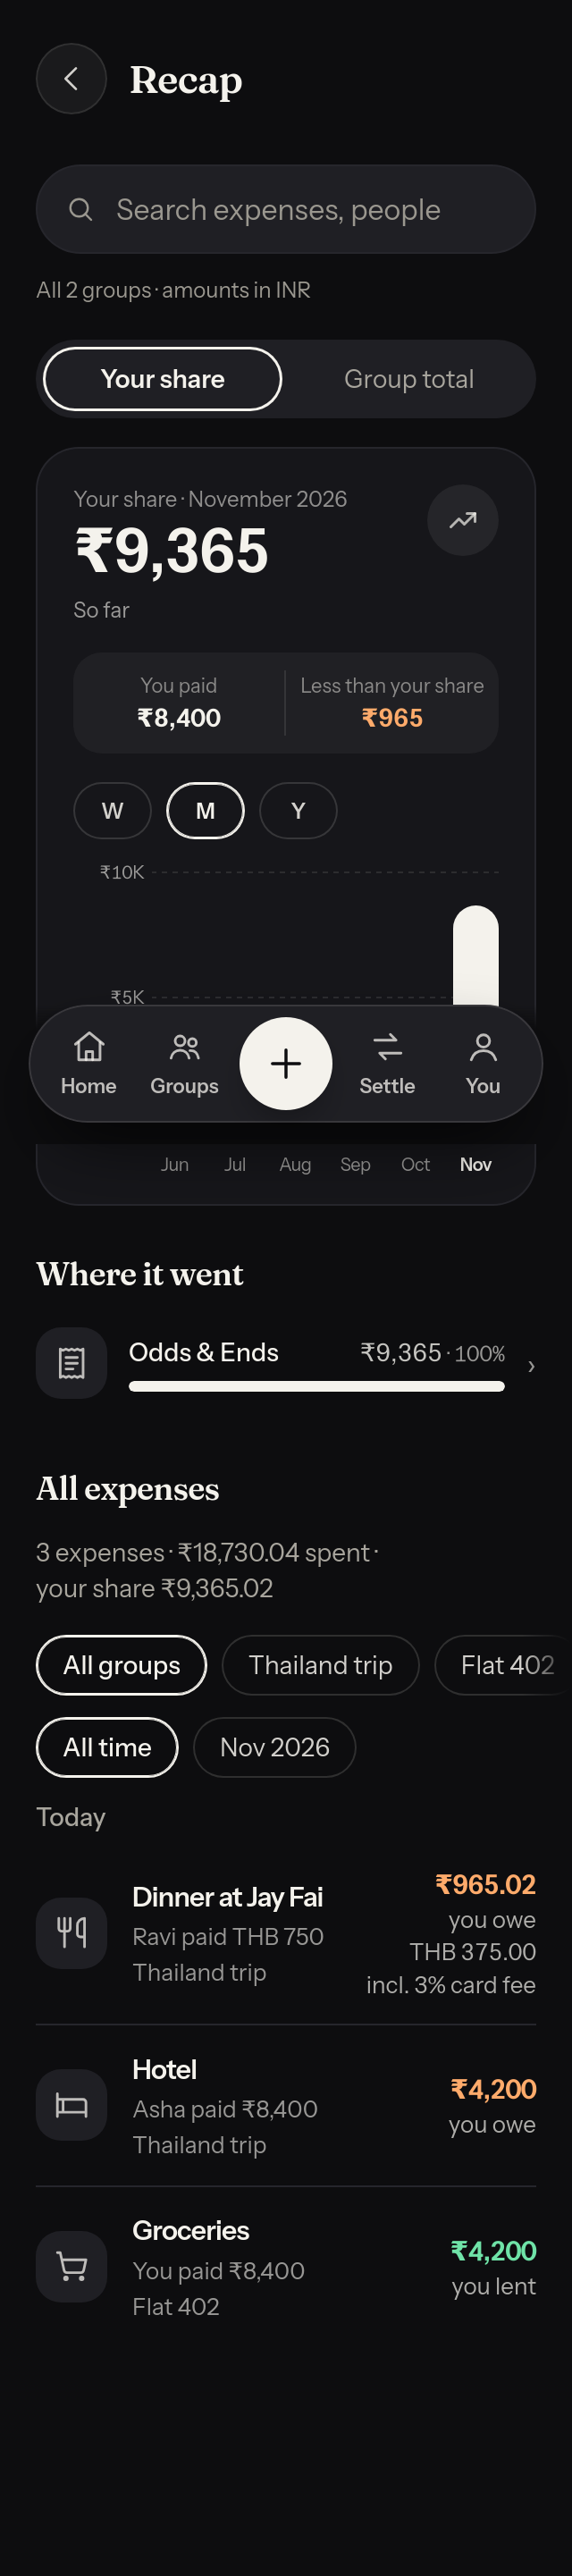 Recap
Search expenses, people
All 2 groups · amounts in INR
Your share
Group total
Your share · November 2026
₹9,365
So far
You paid
₹8,400
Less than your share
₹965
W
M
Y
₹10K
₹5K
Home
Groups
Settle
You
Jun
Jul
Aug
Sep
Oct
Nov
Where it went
Odds & Ends
₹9,365 · 100%
All expenses
3 expenses · ₹18,730.04 spent ·
your share ₹9,365.02
All groups
Thailand trip
Flat 402
All time
Nov 2026
Today
Dinner at Jay Fai
Ravi paid THB 750
Thailand trip
₹965.02
you owe
THB 375.00
incl. 3% card fee
Hotel
Asha paid ₹8,400
Thailand trip
₹4,200
you owe
Groceries
You paid ₹8,400
Flat 402
₹4,200
you lent